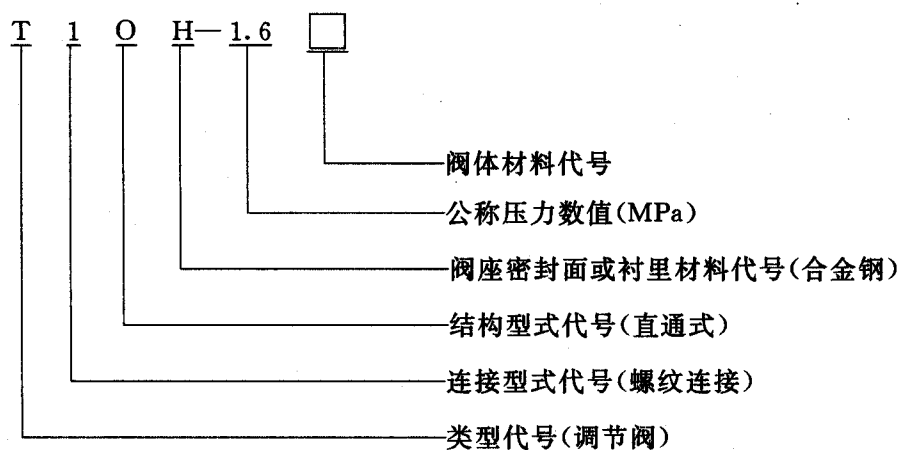 T 1 O H—1.6 □
阀体材料代号
公称压力数值(MPa)
阀座密封面或衬里材料代号(合金钢)
结构型式代号(直通式)
连接型式代号(螺纹连接)
类型代号(调节阀)